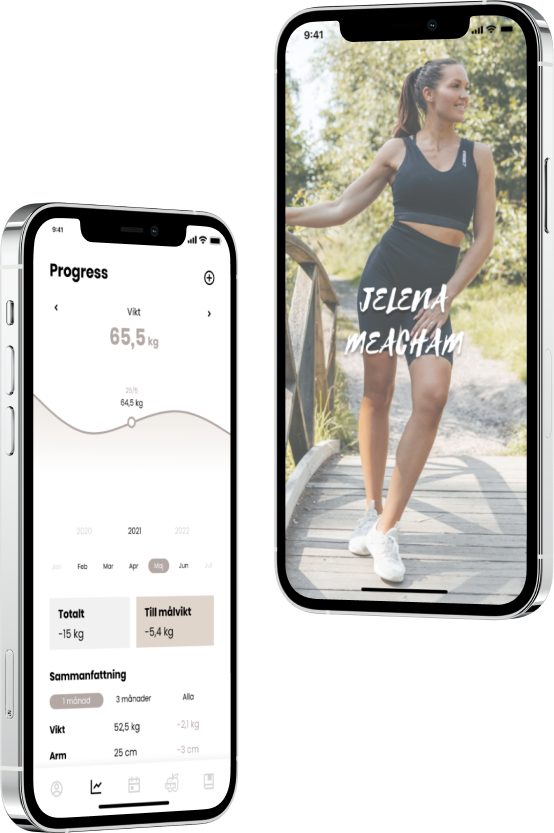 9:41
JELENA
MEACHAM
9:41
Progress
‹ Vikt ›
65,5 kg
25/5
64,5 kg
2020 2021 2022
Jan Feb Mar Apr Maj Jun Jul
Totalt Till målvikt
-15 kg -5,4 kg
Sammanfattning
1 månad 3 månader Alla
Vikt 52,5 kg -2,1 kg
Arm 25 cm -3 cm